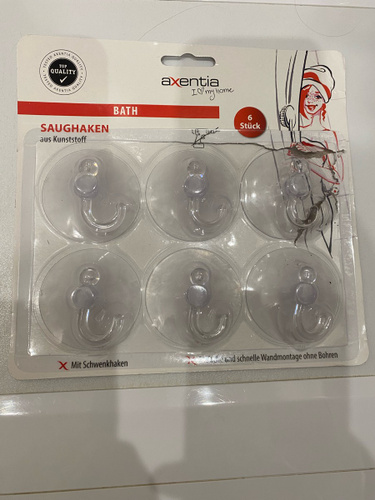 TOP
QUALITY
axentia
I my home
BATH
6
Stück
SAUGHAKEN
aus Kunststoff
Mit Schwenkhaken
und schnelle Wandmontage ohne Bohren